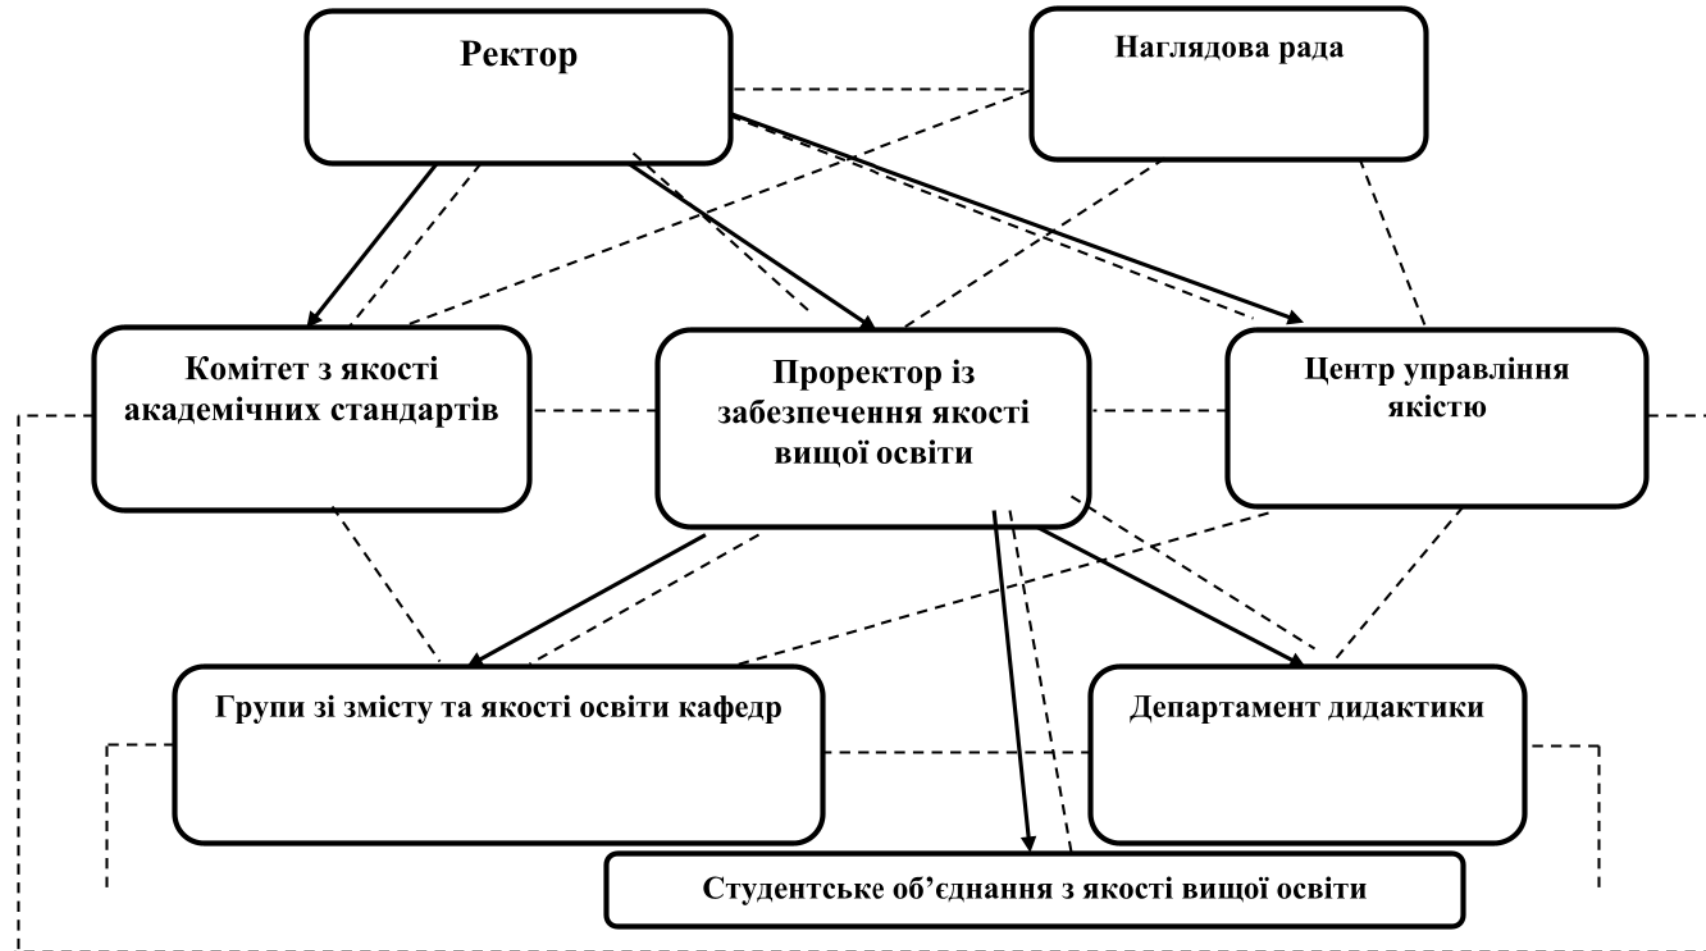 Ректор
Наглядова рада
Комітет з якості
академічних стандартів
Проректор із
забезпечення якості
вищої освіти
Центр управління
якістю
Групи зі змісту та якості освіти кафедр
Департамент дидактики
Студентське об’єднання з якості вищої освіти